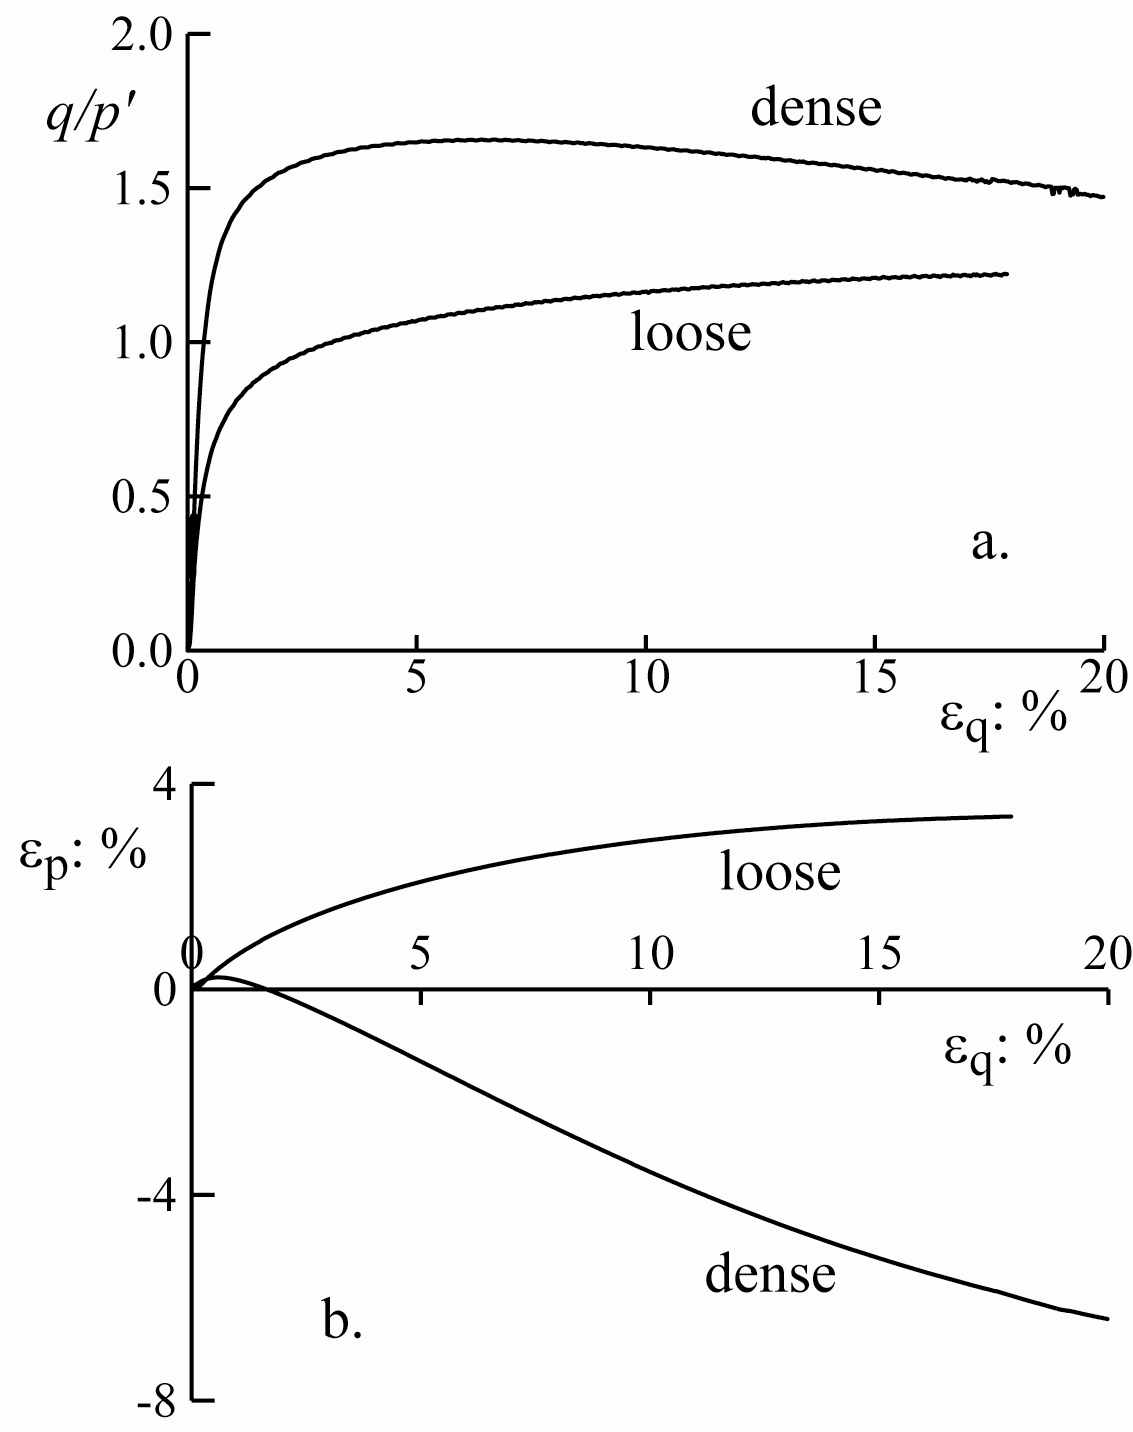 2.0
q/p'
dense
1.5
1.0
loose
0.5
a.
0.0
0 5 10 15 20
εq: %
4
εp: %
loose
0 5 10 15 20
0
εq: %
-4
dense
b.
-8